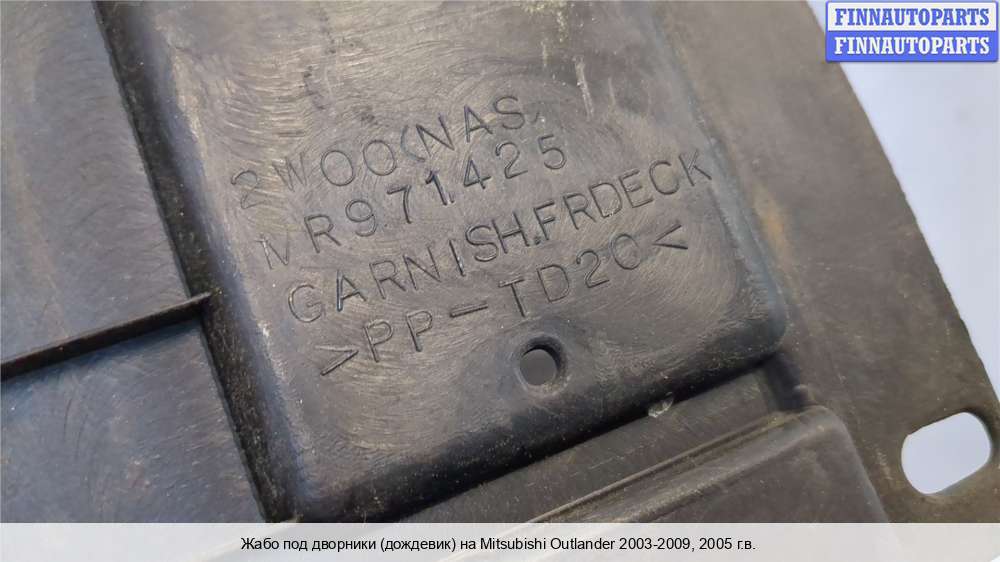 FINNAUTOPARTS
FINNAUTOPARTS
2W00(NAS)
MR971425
GARNISH.FRDECK
>PP-TD20<
Жабо под дворники (дождевик) на Mitsubishi Outlander 2003-2009, 2005 г.в.